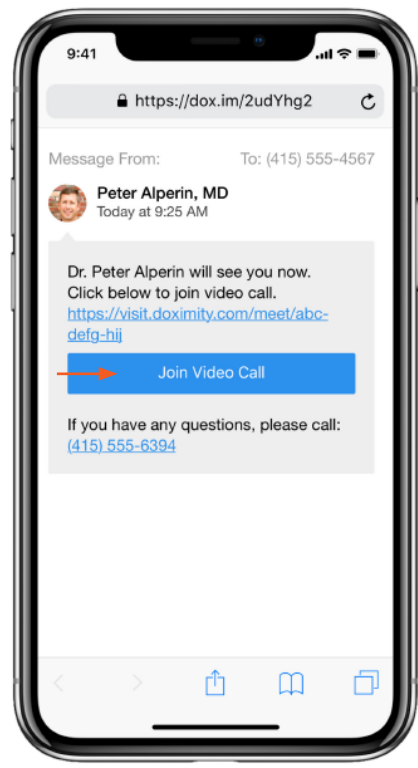 9:41
https://dox.im/2udYhg2
Message From: To: (415) 555-4567
Peter Alperin, MD
Today at 9:25 AM
Dr. Peter Alperin will see you now.
Click below to join video call.
https://visit.doximity.com/meet/abc-
defg-hij
Join Video Call
If you have any questions, please call:
(415) 555-6394